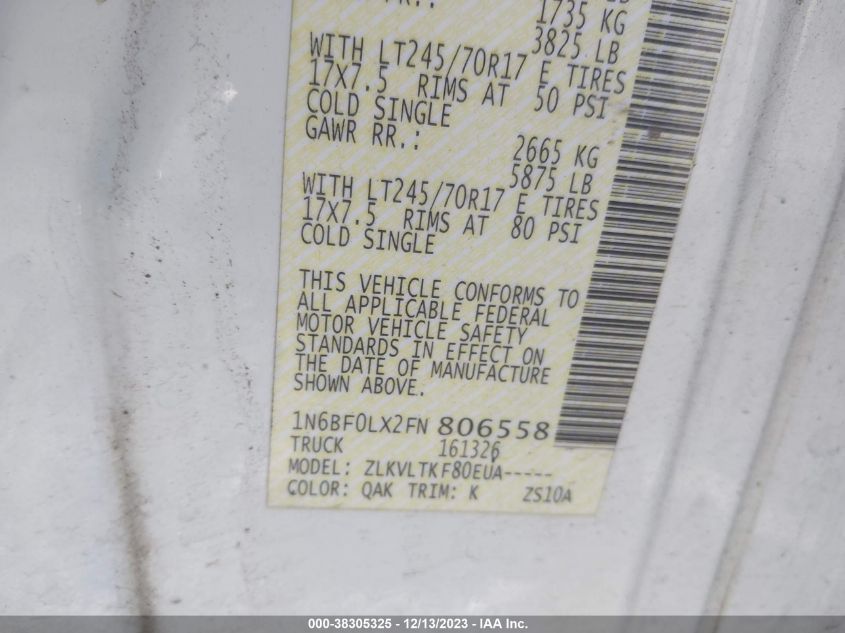 1735 KG
3825 LB
WITH LT245/70R17 E TIRES
17X7.5 RIMS AT 50 PSI
COLD SINGLE
GAWR RR.: 2665 KG
5875 LB
WITH LT245/70R17 E TIRES
17X7.5 RIMS AT 80 PSI
COLD SINGLE
THIS VEHICLE CONFORMS TO
ALL APPLICABLE FEDERAL
MOTOR VEHICLE SAFETY
STANDARDS IN EFFECT ON
THE DATE OF MANUFACTURE
SHOWN ABOVE.
1N6BF0LX2FN 806558
TRUCK 161326
MODEL: ZLKVLTKF80EUA-----
COLOR: QAK TRIM: K ZS10A
000-38305325 - 12/13/2023 - IAA Inc.